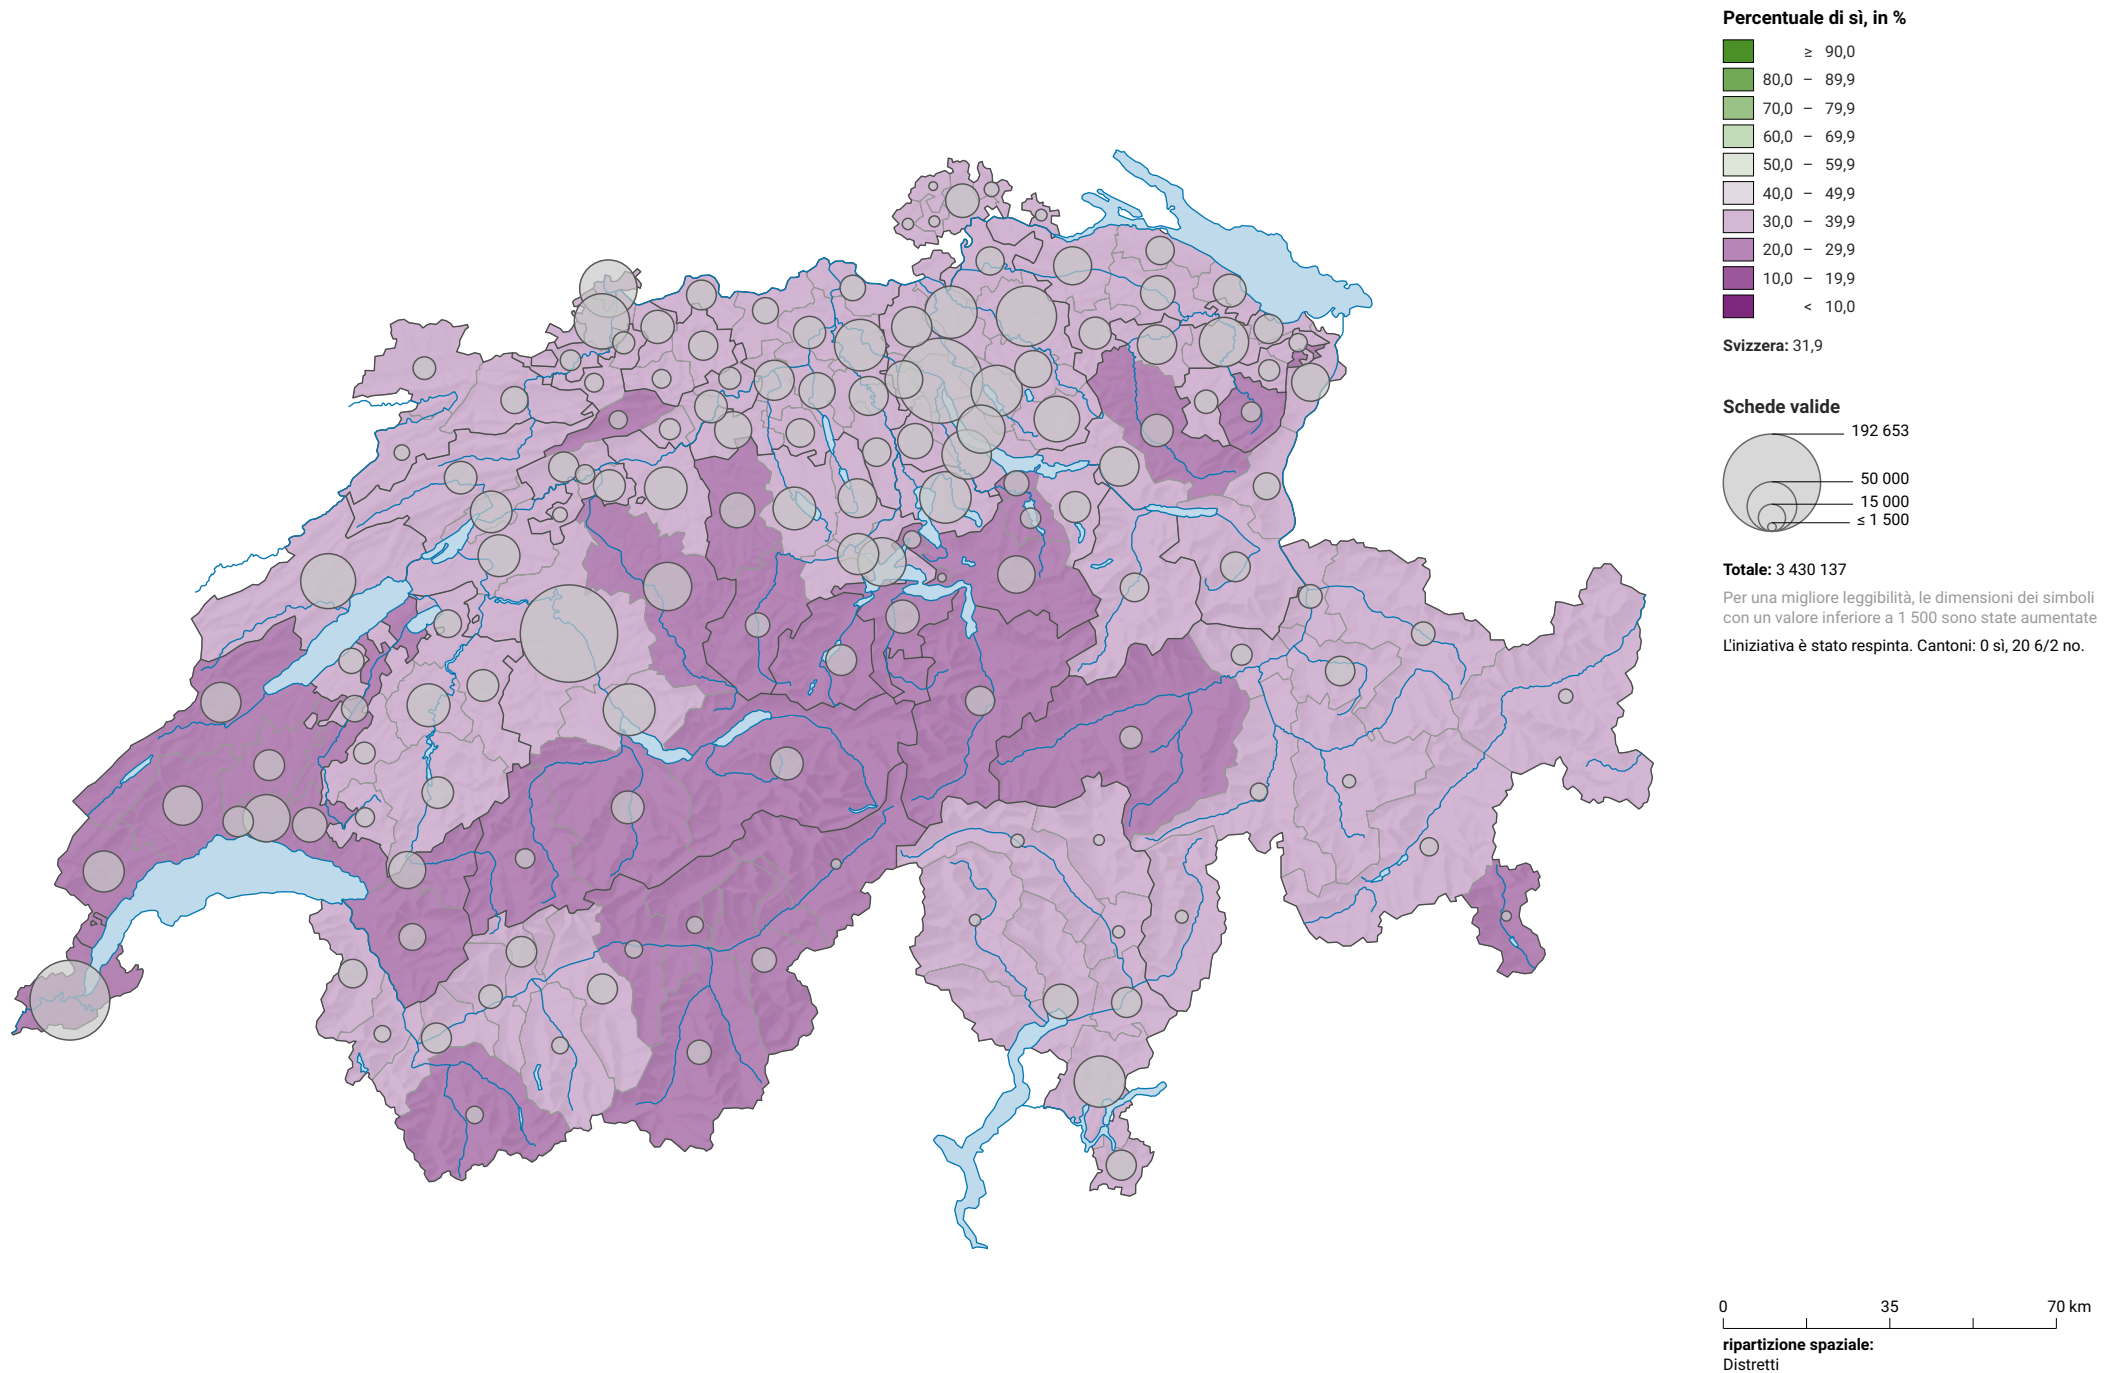 Percentuale di sì, in %
≥ 90,0
80,0 – 89,9
70,0 – 79,9
60,0 – 69,9
50,0 – 59,9
40,0 – 49,9
30,0 – 39,9
20,0 – 29,9
10,0 – 19,9
< 10,0
Svizzera: 31,9
Schede valide
192 653
50 000
15 000
≤ 1 500
Totale: 3 430 137
Per una migliore leggibilità, le dimensioni dei simboli
con un valore inferiore a 1 500 sono state aumentate
L'iniziativa è stato respinta. Cantoni: 0 sì, 20 6/2 no.
0 35 70 km
ripartizione spaziale:
Distretti